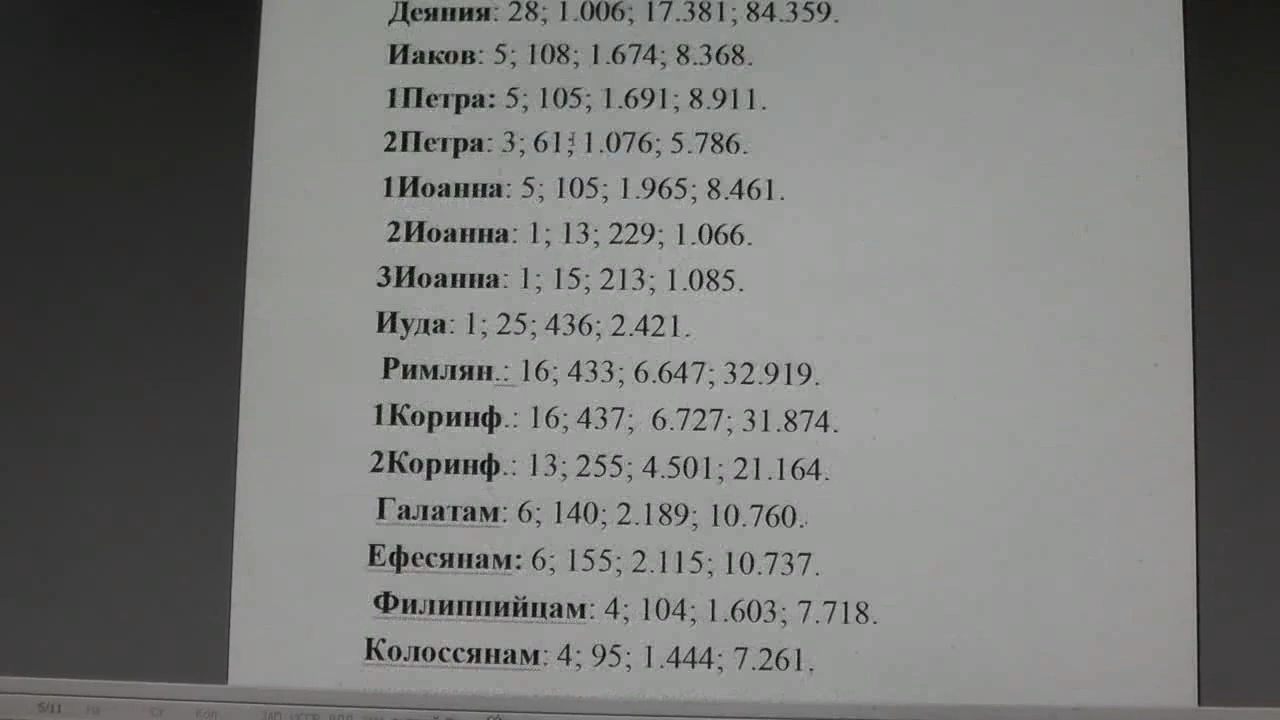 Деяния: 28; 1.006; 17.381; 84.359.
Иаков: 5; 108; 1.674; 8.368.
1Петра: 5; 105; 1.691; 8.911.
2Петра: 3; 61; 1.076; 5.786.
1Иоанна: 5; 105; 1.965; 8.461.
2Иоанна: 1; 13; 229; 1.066.
3Иоанна: 1; 15; 213; 1.085.
Иуда: 1; 25; 436; 2.421.
Римлян.: 16; 433; 6.647; 32.919.
1Коринф.: 16; 437; 6.727; 31.874.
2Коринф.: 13; 255; 4.501; 21.164.
Галатам: 6; 140; 2.189; 10.760.
Ефесянам: 6; 155; 2.115; 10.737.
Филиппийцам: 4; 104; 1.603; 7.718.
Колоссянам: 4; 95; 1.444; 7.261.
5/11